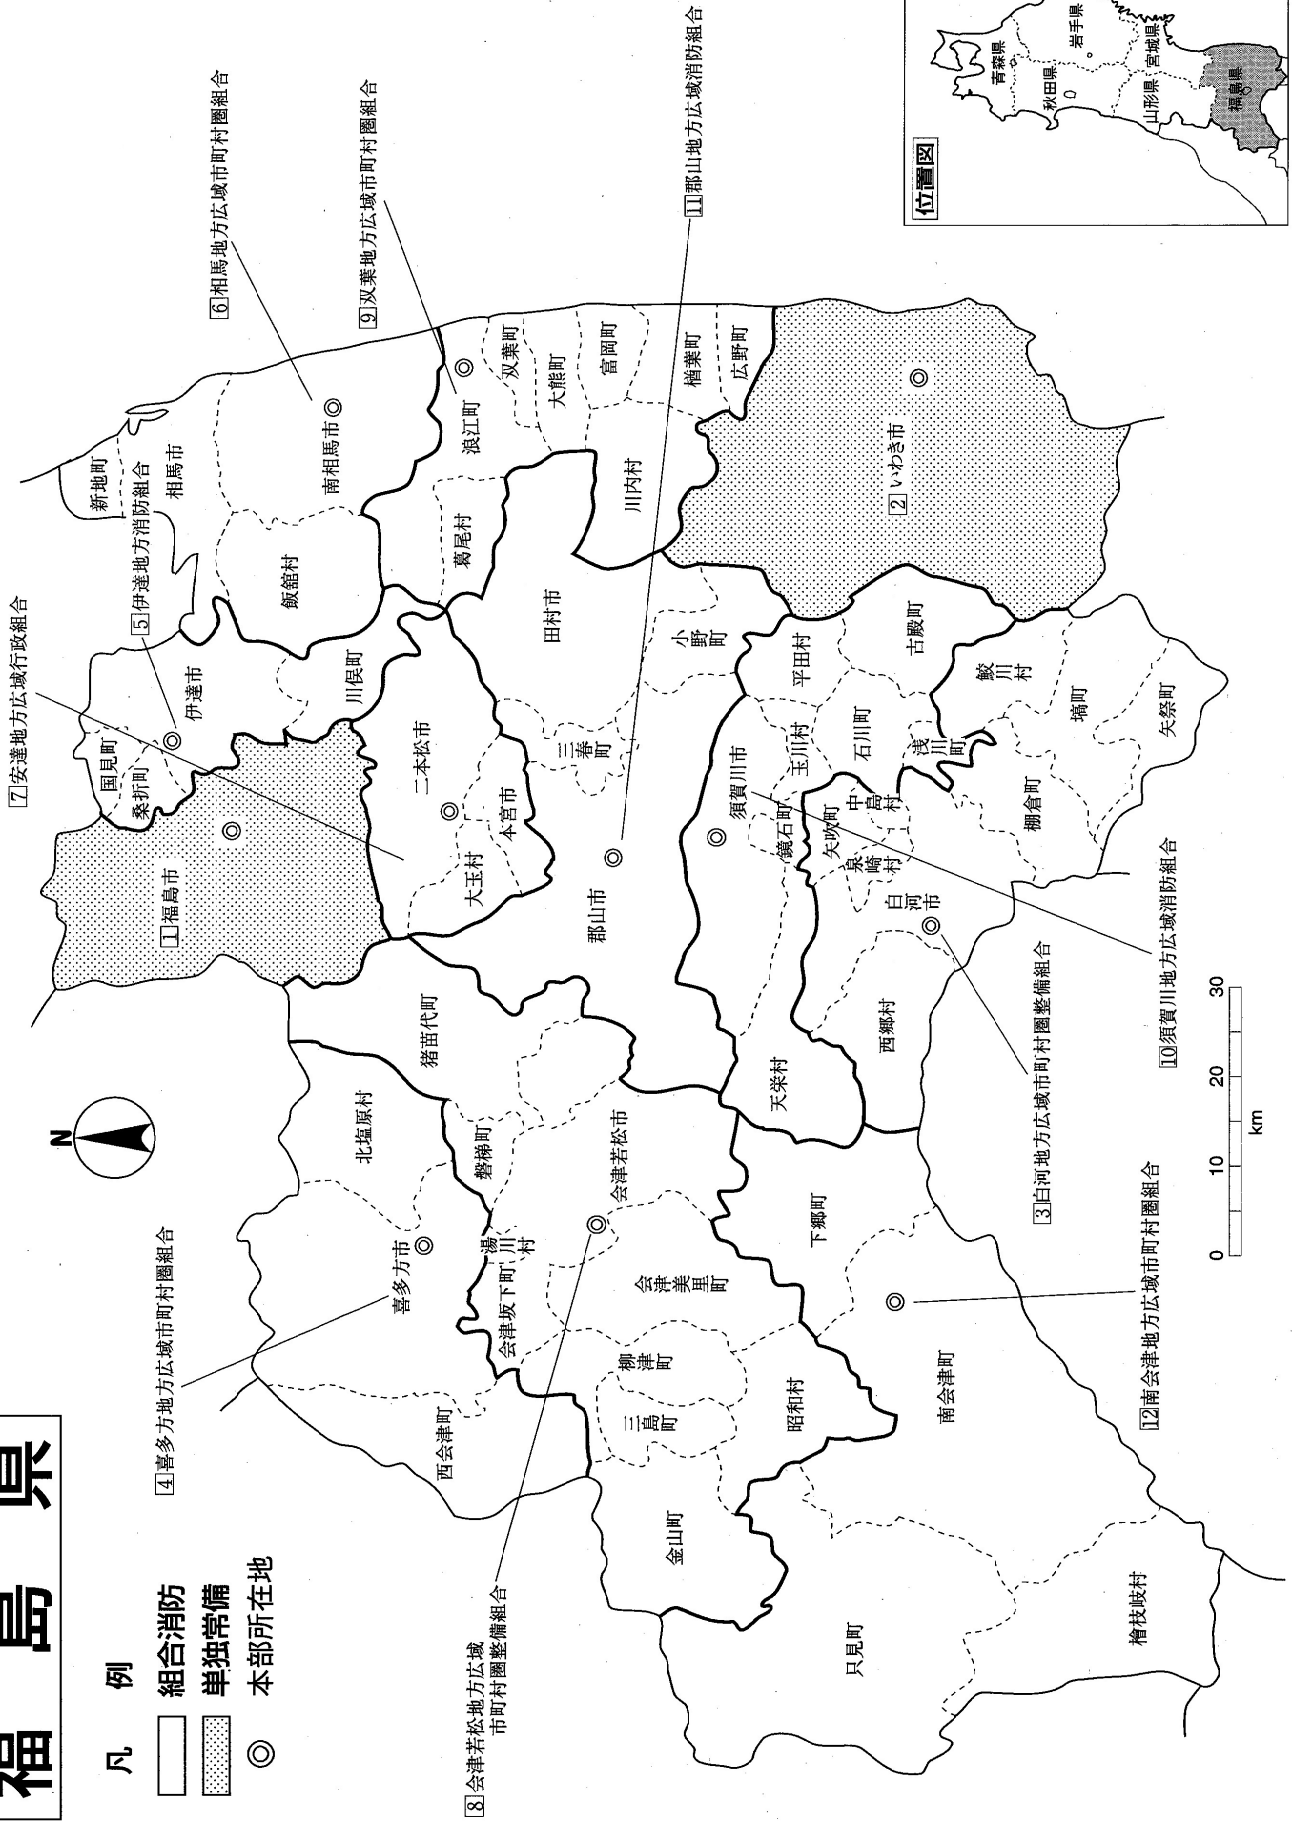 福島県
凡例
組合消防
単独常備
本部所在地
N
7安達地方広域行政組合
5伊達地方消防組合
6相馬地方広域市町村圏組合
9双葉地方広域市町村圏組合
11郡山地方広域消防組合
4喜多方地方広域市町村圏組合
8会津若松地方広域
市町村圏整備組合
12南会津地方広域市町村圏組合
3白河地方広域市町村圏整備組合
10須賀川地方広域消防組合
1福島市
2いわき市
国見町
桑折町
伊達市
川俣町
新地町
相馬市
南相馬市
飯舘村
浪江町
葛尾村
双葉町
大熊町
富岡町
川内村
楢葉町
広野町
二本松市
大玉村
本宮市
田村市
小野町
三春町
郡山市
須賀川市
鏡石町
天栄村
玉川村
平田村
石川町
古殿町
浅川町
矢吹町
中島村
泉崎村
白河市
西郷村
棚倉町
鮫川村
塙町
矢祭町
北塩原村
喜多方市
西会津町
猪苗代町
磐梯町
湯川村
会津坂下町
会津若松市
会津美里町
柳津町
三島町
金山町
昭和村
下郷町
南会津町
只見町
檜枝岐村
0 10 20 30
km
位置図
青森県
秋田県
岩手県
山形県
宮城県
福島県